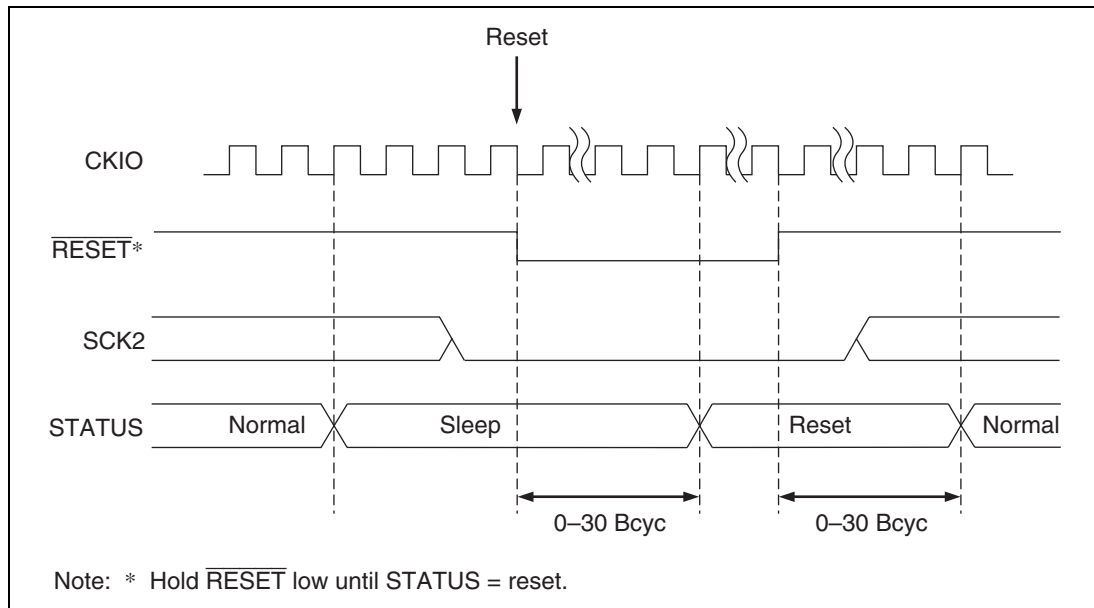 Reset
CKIO
RESET*
SCK2
STATUS Normal Sleep Reset Normal
0–30 Bcyc 0–30 Bcyc
Note: * Hold RESET low until STATUS = reset.